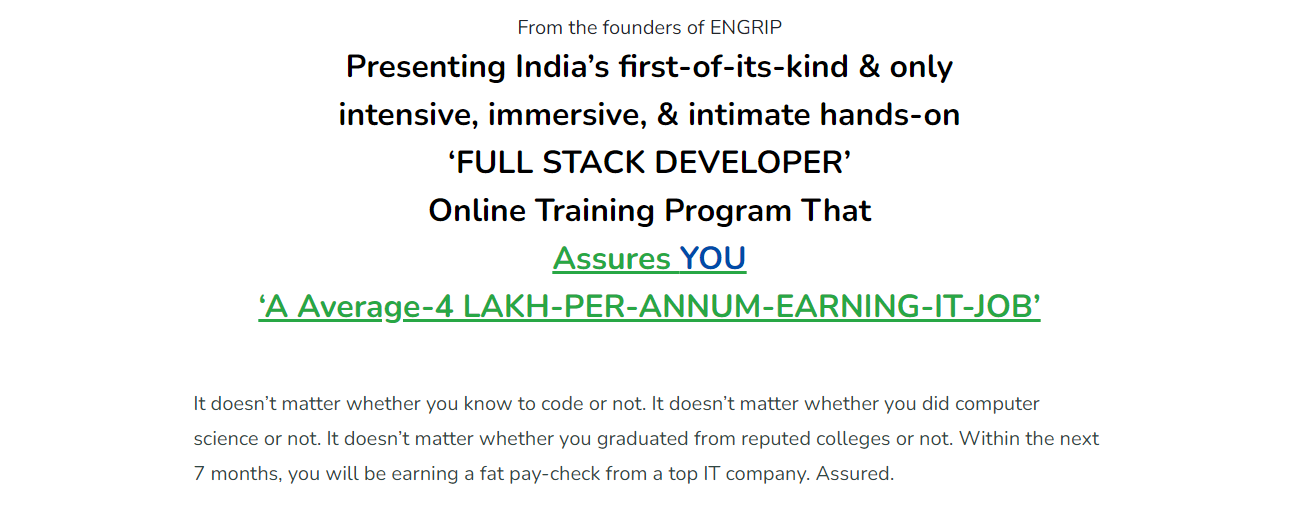 From the founders of ENGRIP
Presenting India’s first-of-its-kind & only
intensive, immersive, & intimate hands-on
‘FULL STACK DEVELOPER’
Online Training Program That
Assures YOU
‘A Average-4 LAKH-PER-ANNUM-EARNING-IT-JOB’
It doesn’t matter whether you know to code or not. It doesn’t matter whether you did computer
science or not. It doesn’t matter whether you graduated from reputed colleges or not. Within the next
7 months, you will be earning a fat pay-check from a top IT company. Assured.